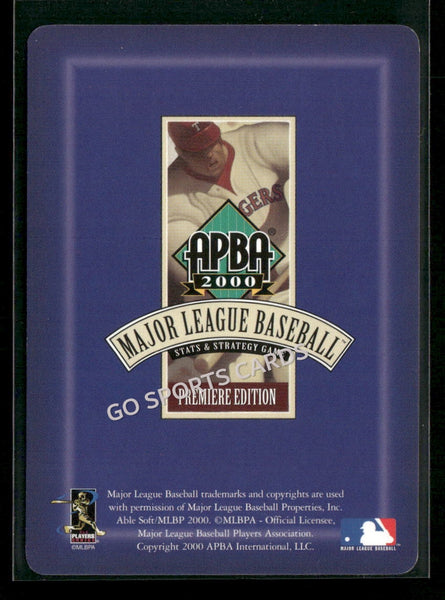 T
GERS
APBA®
2000
MAJOR LEAGUE BASEBALL™
STATS & STRATEGY GAME
GO SPORTS CARDS
PREMIERE EDITION
Major League Baseball trademarks and copyrights are used
with permission of Major League Baseball Properties, Inc.
Able Soft/MLBP 2000. ©MLBPA - Official Licensee,
Major League Baseball Players Association.
Copyright 2000 APBA International, LLC.
PLAYERS
©MLBPA
MAJOR LEAGUE BASEBALL